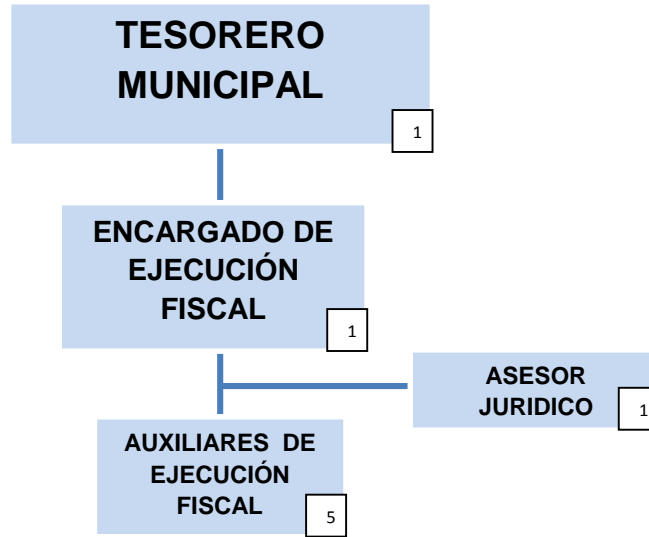 TESORERO
MUNICIPAL
1
ENCARGADO DE
EJECUCIÓN
FISCAL
1
ASESOR
JURIDICO
1
AUXILIARES DE
EJECUCIÓN
FISCAL
5